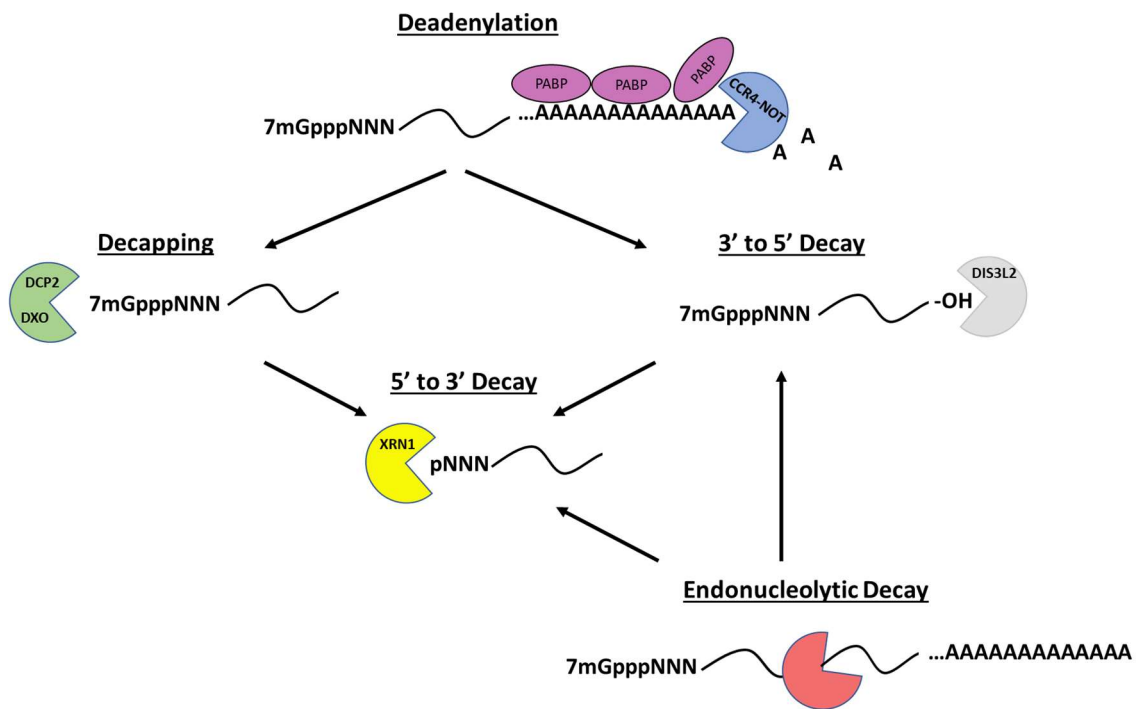 Deadenylation
PABP
PABP
PABP
CCR4-NOT
7mGpppNNN
...AAAAAAAAAAAAAA
A
A
A
Decapping
3’ to 5’ Decay
DCP2
DXO
7mGpppNNN
7mGpppNNN
-OH
DIS3L2
5’ to 3’ Decay
XRN1
pNNN
Endonucleolytic Decay
7mGpppNNN
...AAAAAAAAAAAAA